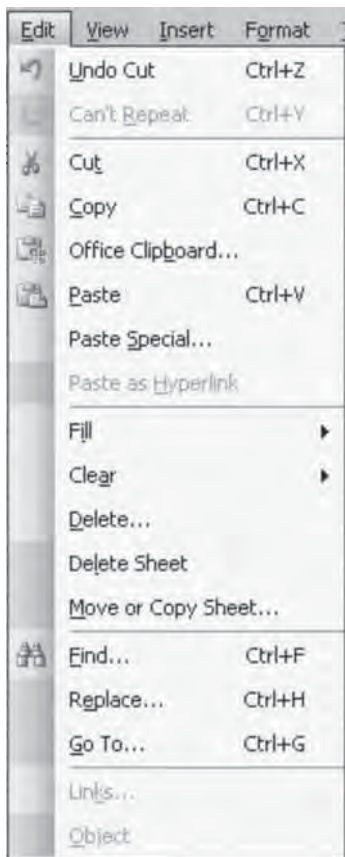 Edit View Insert Format
Undo Cut Ctrl+Z
Can't Repeat Ctrl+Y
Cut Ctrl+X
Copy Ctrl+C
Office Clipboard...
Paste Ctrl+V
Paste Special...
Paste as Hyperlink
Fill
Clear
Delete...
Delete Sheet
Move or Copy Sheet...
Find... Ctrl+F
Replace... Ctrl+H
Go To... Ctrl+G
Links...
Object